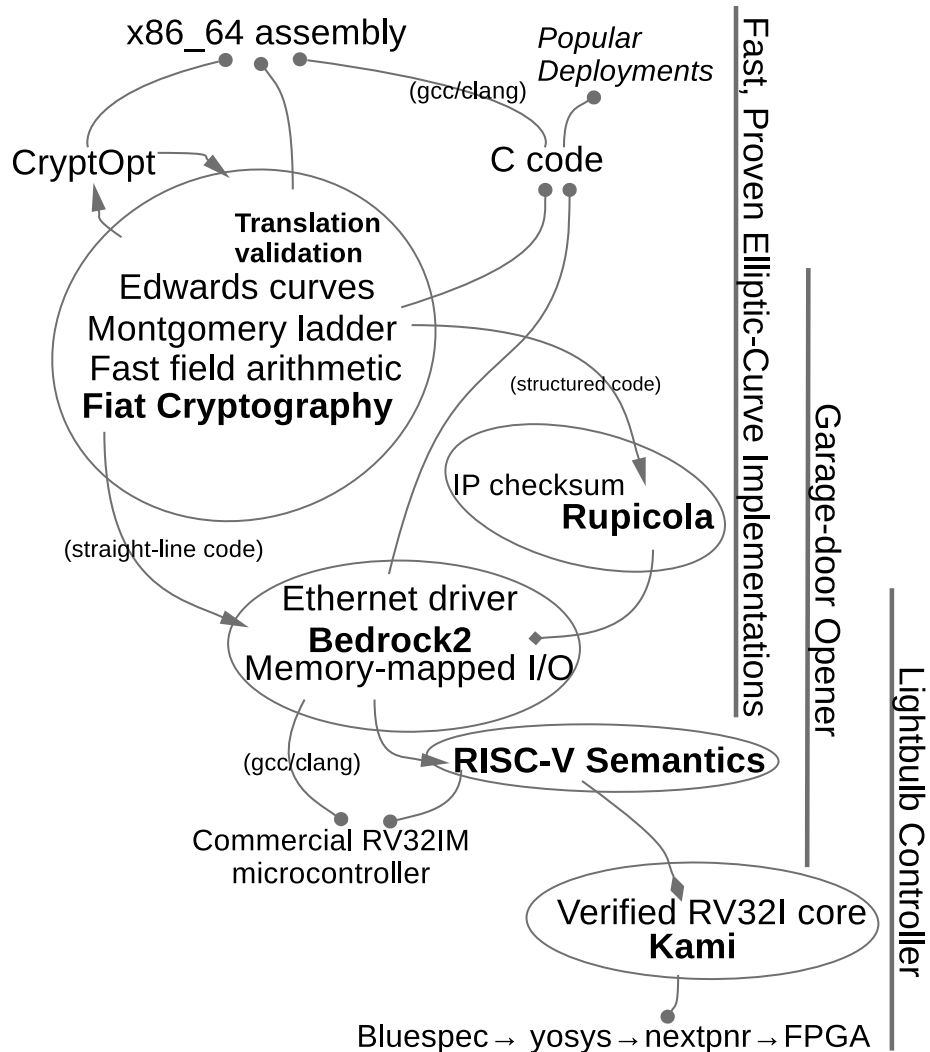 x86_64 assembly
Popular
Deployments
(gcc/clang)
CryptOpt
C code
Translation
validation
Edwards curves
Montgomery ladder
Fast field arithmetic
Fiat Cryptography
(structured code)
IP checksum
Rupicola
(straight-line code)
Ethernet driver
Bedrock2
Memory-mapped I/O
(gcc/clang)
RISC-V Semantics
Commercial RV32IM
microcontroller
Verified RV32I core
Kami
Bluespec→ yosys→nextpnr→FPGA
Fast, Proven Elliptic-Curve Implementations
Garage-door Opener
Lightbulb Controller